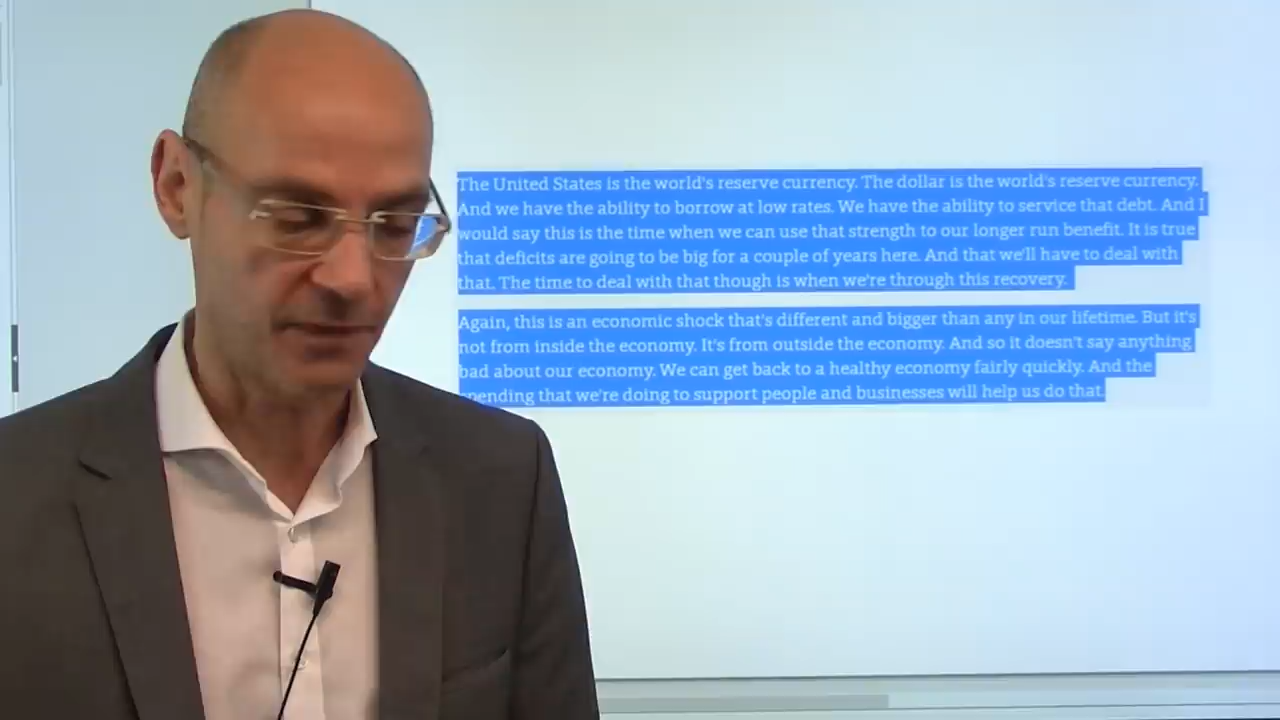 The United States is the world's reserve currency. The dollar is the world's reserve currency.
And we have the ability to borrow at low rates. We have the ability to service that debt. And I
would say this is the time when we can use that strength to our longer run benefit. It is true
that deficits are going to be big for a couple of years here. And that we'll have to deal with
that. The time to deal with that though is when we're through this recovery.
Again, this is an economic shock that's different and bigger than any in our lifetime. But it's
not from inside the economy. It's from outside the economy. And so it doesn't say anything
bad about our economy. We can get back to a healthy economy fairly quickly. And the
spending that we're doing to support people and businesses will help us do that.